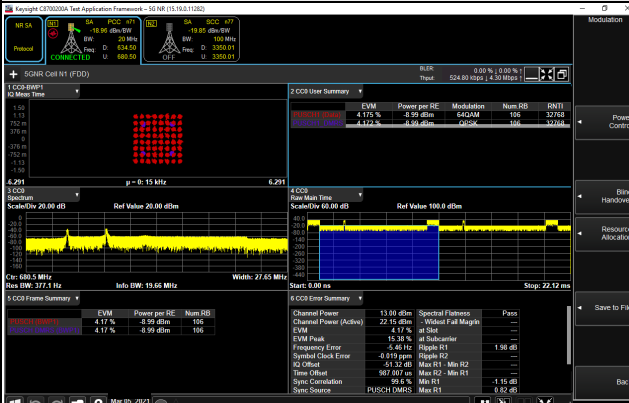 Keysight C8700200A Test Application Framework – 5G NR (15.19.0.11282)
Modulation
NR SA
Protocol
N1
SA PCC n71
-18.96 dBm/BW
BW: 20 MHz
Freq: D: 634.50
CONNECTED U: 680.50
N2
SA SCC n77
-19.85 dBm/BW
BW: 100 MHz
Freq: D: 3350.01
OFF U: 3350.01
5GNR Cell N1 (FDD)
BLER: 0.00 % ↓ 0.00 % ↑
Thput: 524.80 kbps ↓ 4.30 Mbps ↑
1 CC0-BWP1
IQ Meas Time
1.50
1.13
752 m
376 m
0
-376 m
-752 m
-1.13
-1.50
-6.291 μ – 0: 15 kHz 6.291
2 CC0 User Summary
EVM Power per RE Modulation Num.RB RNTI
4.175 % -8.99 dBm 64QAM 106 32768
4.172 % -8.99 dBm QPSK 106 32768
3 CC0
Spectrum
Scale/Div 20.00 dB Ref Value 20.00 dBm
Ctr: 680.5 MHz Width: 27.65 MHz
Res BW: 377.1 Hz Info BW: 19.66 MHz
4 CC0
Raw Main Time
Scale/Div 60.00 dB Ref Value 100.0 dBm
Start: 0.00 ns Stop: 22.12 ms
5 CC0 Frame Summary
EVM Power per RE Num.RB
4.17 % -8.99 dBm 106
4.17 % -8.99 dBm 106
6 CC0 Error Summary
Channel Power 13.00 dBm Spectral Flatness Pass
Channel Power (Active) 22.15 dBm - Widest Fail Magrin ---
EVM 4.17 % at Slot ---
EVM Peak 15.38 % at Subcarrier ---
Frequency Error -5.46 Hz Ripple R1 1.98 dB
Symbol Clock Error -0.019 ppm Ripple R2 ---
IQ Offset -51.32 dB Max R1 - Min R2 ---
Time Offset 987.007 us Max R2 - Min R1 ---
Sync Correlation 99.6 % Min R1 -1.15 dB
Sync Source PUSCH DMRS Max R1 0.82 dB
Power
Control
Blind
Handover
Resource
Allocation
Save to File
Back
Mar 05, 2021